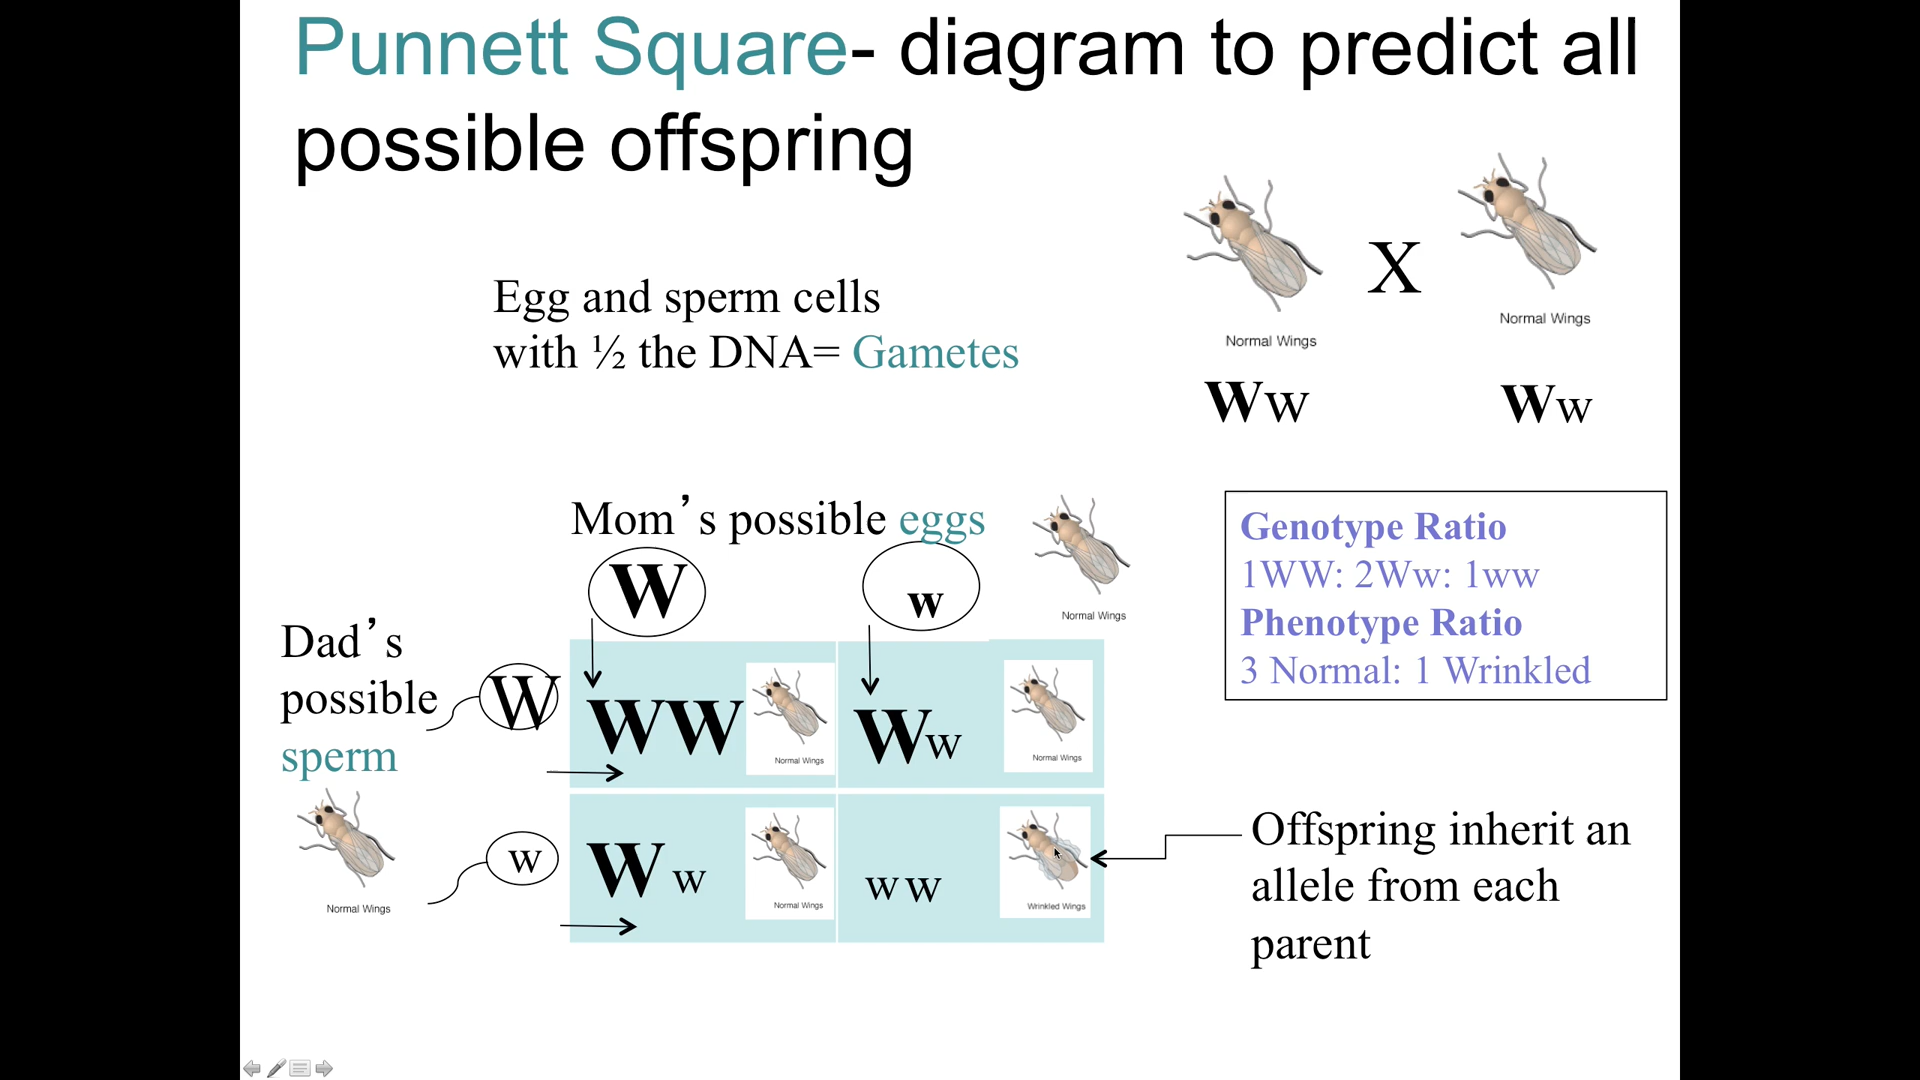 Punnett Square- diagram to predict all
possible offspring
Egg and sperm cells
with ½ the DNA= Gametes
X
Normal Wings
Normal Wings
Ww
Ww
Mom’s possible eggs
W
w
Normal Wings
Genotype Ratio
1WW: 2Ww: 1ww
Phenotype Ratio
3 Normal: 1 Wrinkled
Dad’s
possible
sperm
W
WW
Normal Wings
Ww
Normal Wings
Normal Wings
w
W w
Normal Wings
w w
Wrinkled Wings
Offspring inherit an
allele from each
parent